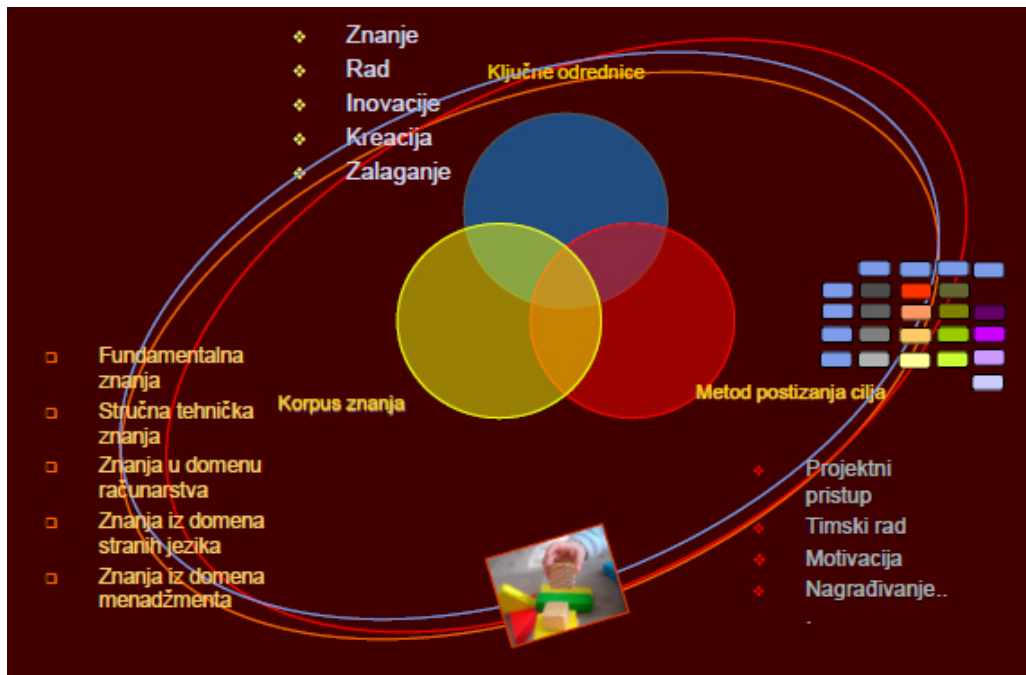 Znanje
Rad
Inovacije
Kreacija
Zalaganje
Ključne odrednice
Korpus znanja
Metod postizanja cilja
Fundamentalna
znanja
Stručna tehnička
znanja
Znanja u domenu
računarstva
Znanja iz domena
stranih jezika
Znanja iz domena
menadžmenta
Projektni
pristup
Timski rad
Motivacija
Nagrađivanje..
.